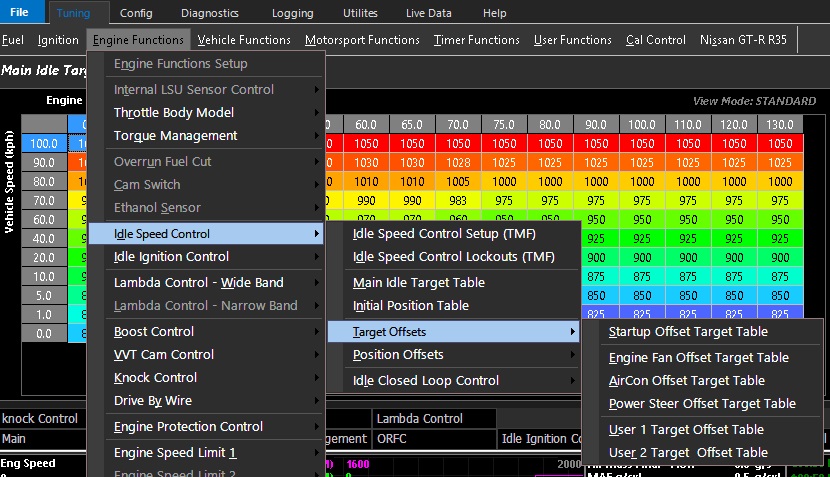 File Tuning Config Diagnostics Logging Utilites Live Data Help
Fuel Ignition Engine Functions Vehicle Functions Motorsport Functions Timer Functions User Functions Cal Control Nissan GT-R R35
Main Idle
Engine
View Mode: STANDARD
Vehicle Speed (kph)
60.0 65.0 70.0 75.0 80.0 90.0 100.0 110.0 120.0 130.0
100.0 1050 1050 1050 1050 1050 1050 1050 1050 1050 1050
90.0 1030 1030 1028 1025 1025 1025 1025 1025 1025 1025
80.0 1010 1010 1005 1000 1000 1000 1000 1000 1000 1000
70.0 990 990 983 975 975 975 975 975 975 975
60.0 970 970 960 950 950 950 950 950 950 950
40.0 925 925 925 925 925
20.0 900 900 900 900 900
10.0 875 875 875 875 875
5.0 850 850 850 850 850
1.0 825 825 825 825 825
0.0
Engine Functions Setup
Internal LSU Sensor Control
Throttle Body Model
Torque Management
Overrun Fuel Cut
Cam Switch
Ethanol Sensor
Idle Speed Control
Idle Ignition Control
Lambda Control - Wide Band
Lambda Control - Narrow Band
Boost Control
VVT Cam Control
Knock Control
Drive By Wire
Engine Protection Control
Engine Speed Limit 1
Engine Speed Limit 2
Idle Speed Control Setup (TMF)
Idle Speed Control Lockouts (TMF)
Main Idle Target Table
Initial Position Table
Target Offsets
Position Offsets
Idle Closed Loop Control
Startup Offset Target Table
Engine Fan Offset Target Table
AirCon Offset Target Table
Power Steer Offset Target Table
User 1 Target Offset Table
User 2 Target  Offset Table
knock Control Lambda Control
Main ORFC Idle Ignition
Eng Speed 1600 2000